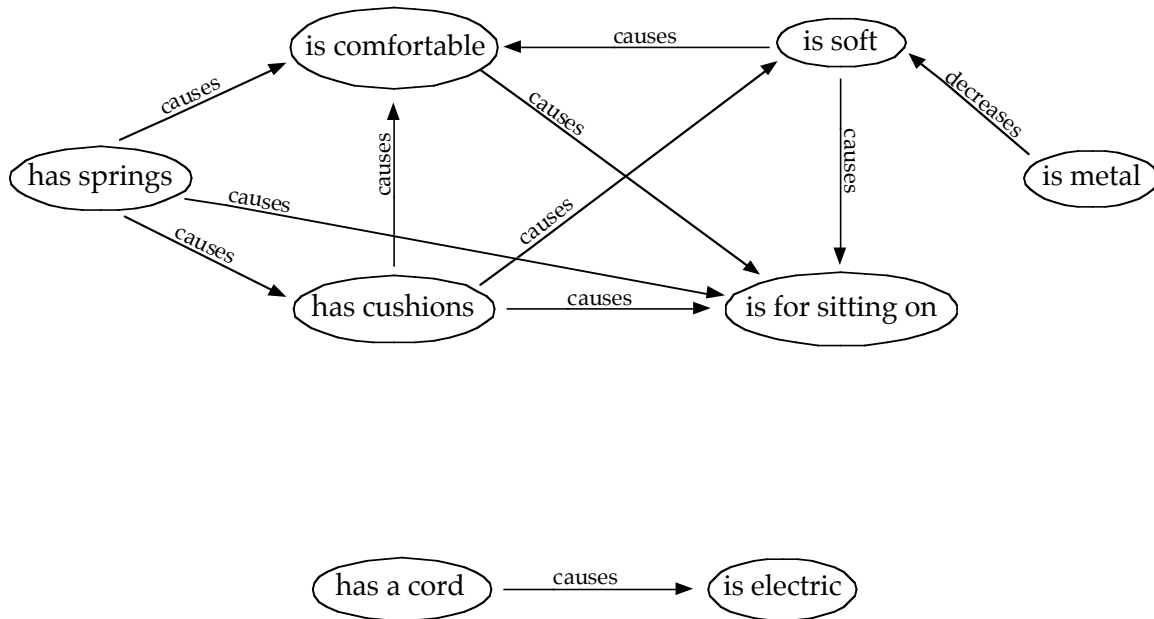 causes
is comfortable
is soft
causes
causes
decreases
causes
causes
has springs
is metal
causes
causes
causes
has cushions
causes
is for sitting on
has a cord
causes
is electric